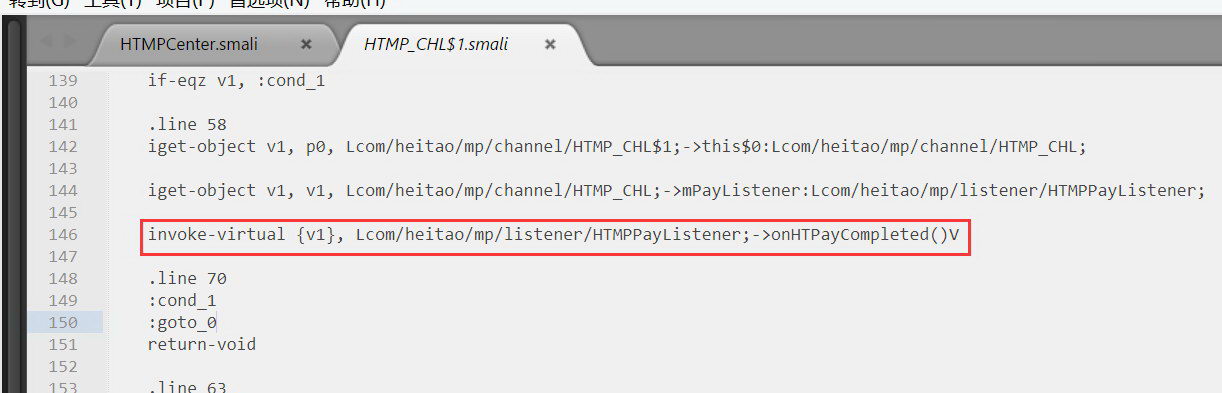 转到(G) 工具(T) 项目(P) 首选项(N) 帮助(H)
HTMPCenter.smali × HTMP_CHL$1.smali ×
139 if-eqz v1, :cond_1
140
141 .line 58
142 iget-object v1, p0, Lcom/heitao/mp/channel/HTMP_CHL$1;->this$0:Lcom/heitao/mp/channel/HTMP_CHL;
143
144 iget-object v1, v1, Lcom/heitao/mp/channel/HTMP_CHL;->mPayListener:Lcom/heitao/mp/listener/HTMPPayListener;
145
146 invoke-virtual {v1}, Lcom/heitao/mp/listener/HTMPPayListener;->onHTPayCompleted()V
147
148 .line 70
149 :cond_1
150 :goto_0
151 return-void
152
153 .line 63